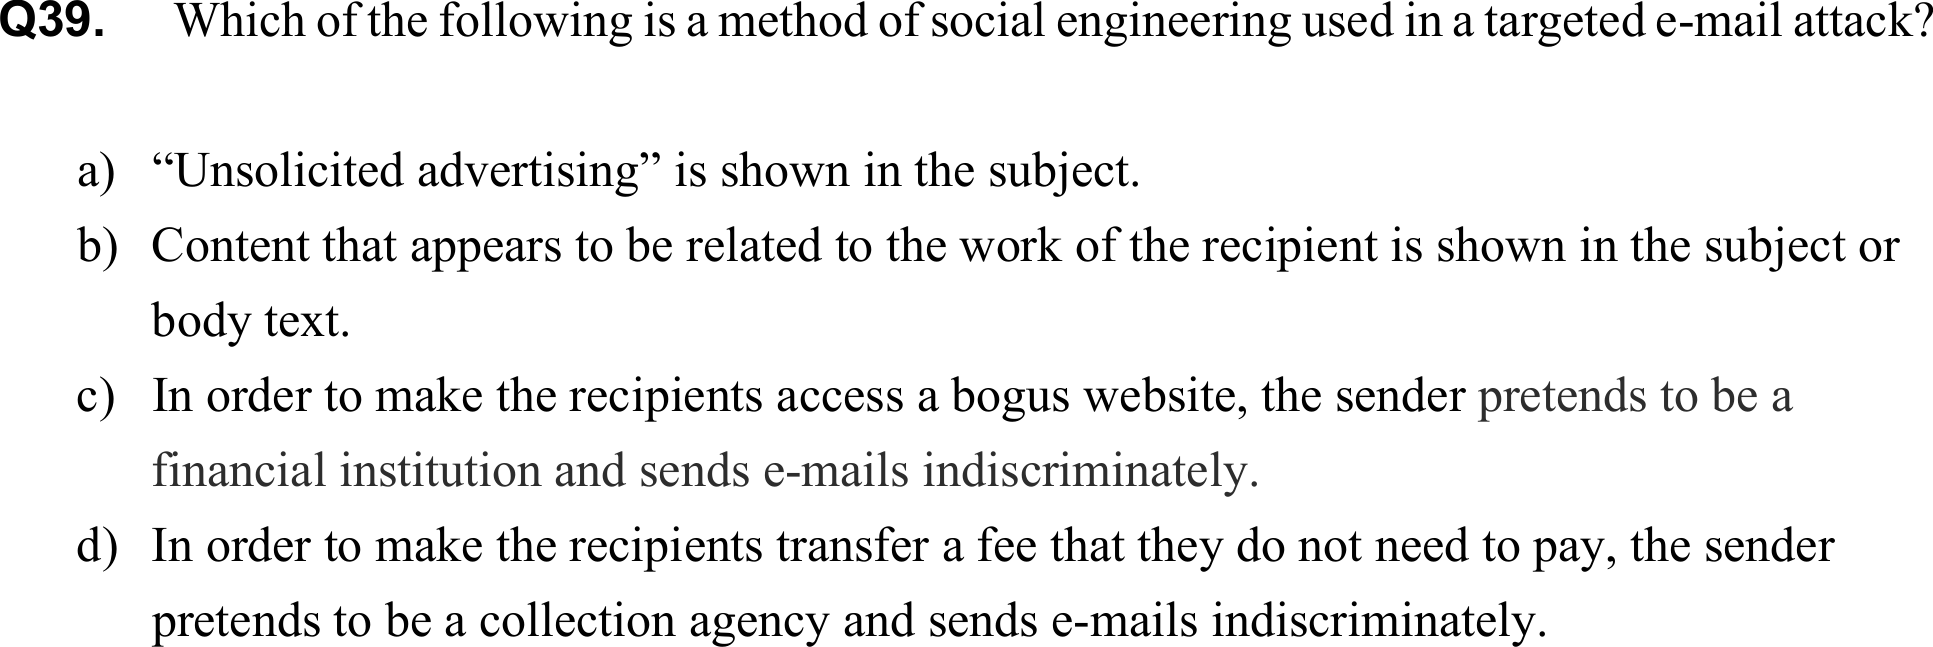 Q39. Which of the following is a method of social engineering used in a targeted e-mail attack?
a) “Unsolicited advertising” is shown in the subject.
b) Content that appears to be related to the work of the recipient is shown in the subject or
body text.
c) In order to make the recipients access a bogus website, the sender pretends to be a
financial institution and sends e-mails indiscriminately.
d) In order to make the recipients transfer a fee that they do not need to pay, the sender
pretends to be a collection agency and sends e-mails indiscriminately.